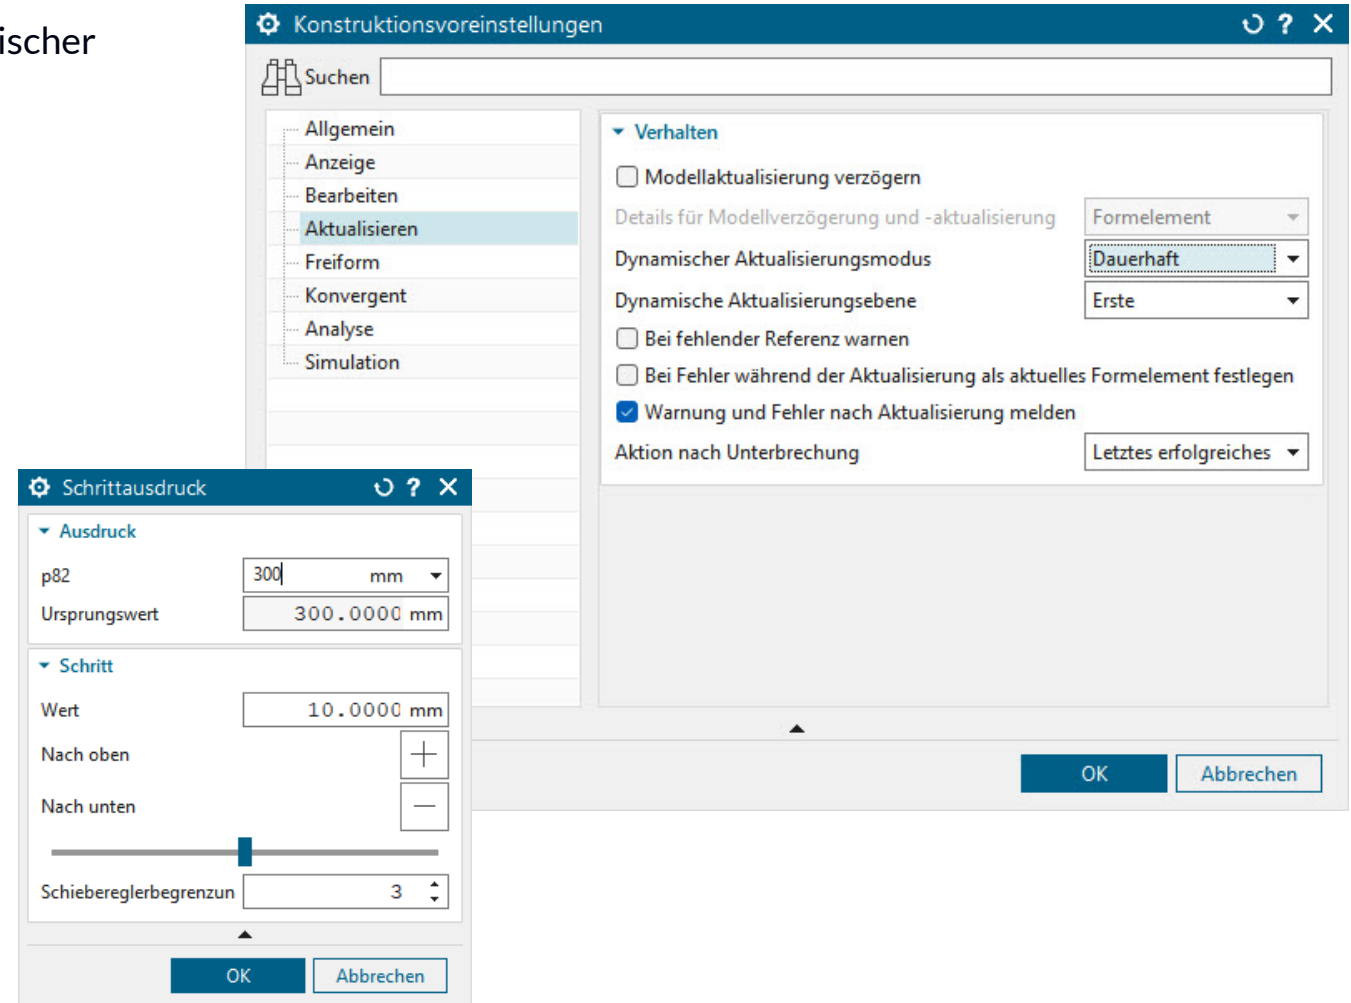 ischer
Konstruktionsvoreinstellungen
Suchen
Allgemein
Anzeige
Bearbeiten
Aktualisieren
Freiform
Konvergent
Analyse
Simulation
Verhalten
Modellaktualisierung verzögern
Details für Modellverzögerung und -aktualisierung Formelement
Dynamischer Aktualisierungsmodus Dauerhaft
Dynamische Aktualisierungsebene Erste
Bei fehlender Referenz warnen
Bei Fehler während der Aktualisierung als aktuelles Formelement festlegen
Warnung und Fehler nach Aktualisierung melden
Aktion nach Unterbrechung Letztes erfolgreiches
OK Abbrechen
Schrittausdruck
Ausdruck
p82 300 mm
Ursprungswert 300.0000 mm
Schritt
Wert 10.0000 mm
Nach oben
Nach unten
Schiebereglerbegrenzun 3
OK Abbrechen